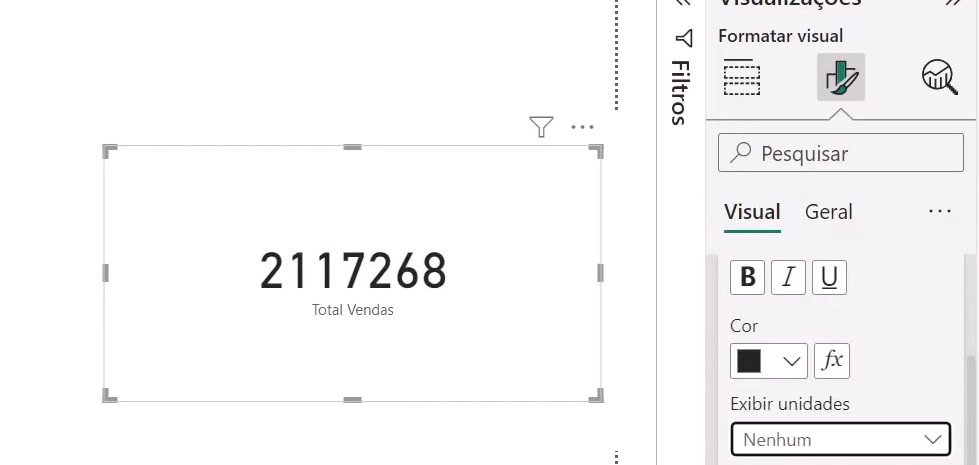 Visualizações
Formatar visual
Filtros
Pesquisar
Visual
Geral
2117268
Total Vendas
B I U
Cor
fx
Exibir unidades
Nenhum